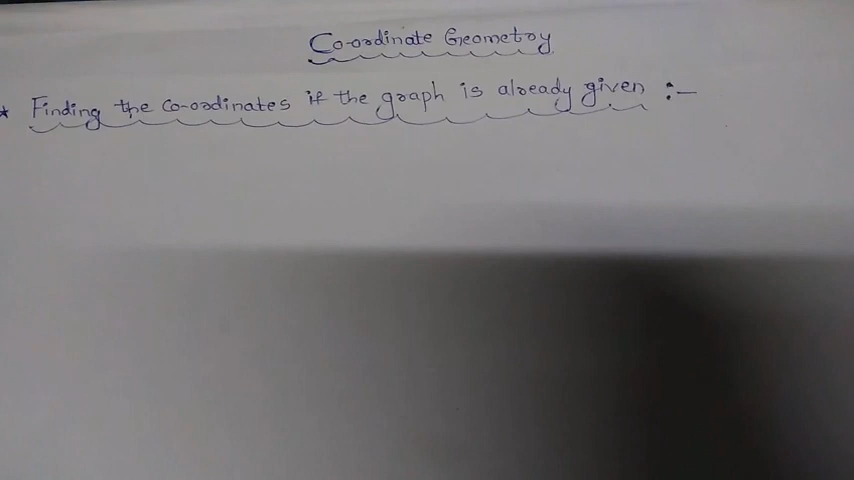 Co-ordinate Geometry
* Finding the co-ordinates if the graph is already given :-